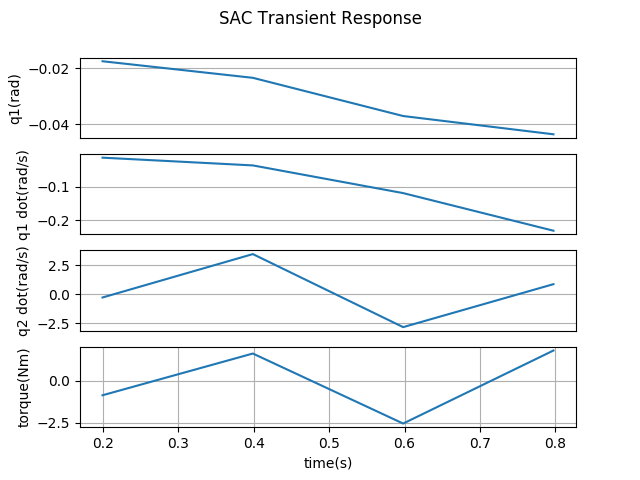 SAC Transient Response
q1(rad)
−0.02
−0.04
q1 dot(rad/s)
−0.1
−0.2
q2 dot(rad/s)
2.5
0.0
−2.5
torque(Nm)
0.0
−2.5
0.2 0.3 0.4 0.5 0.6 0.7 0.8
time(s)